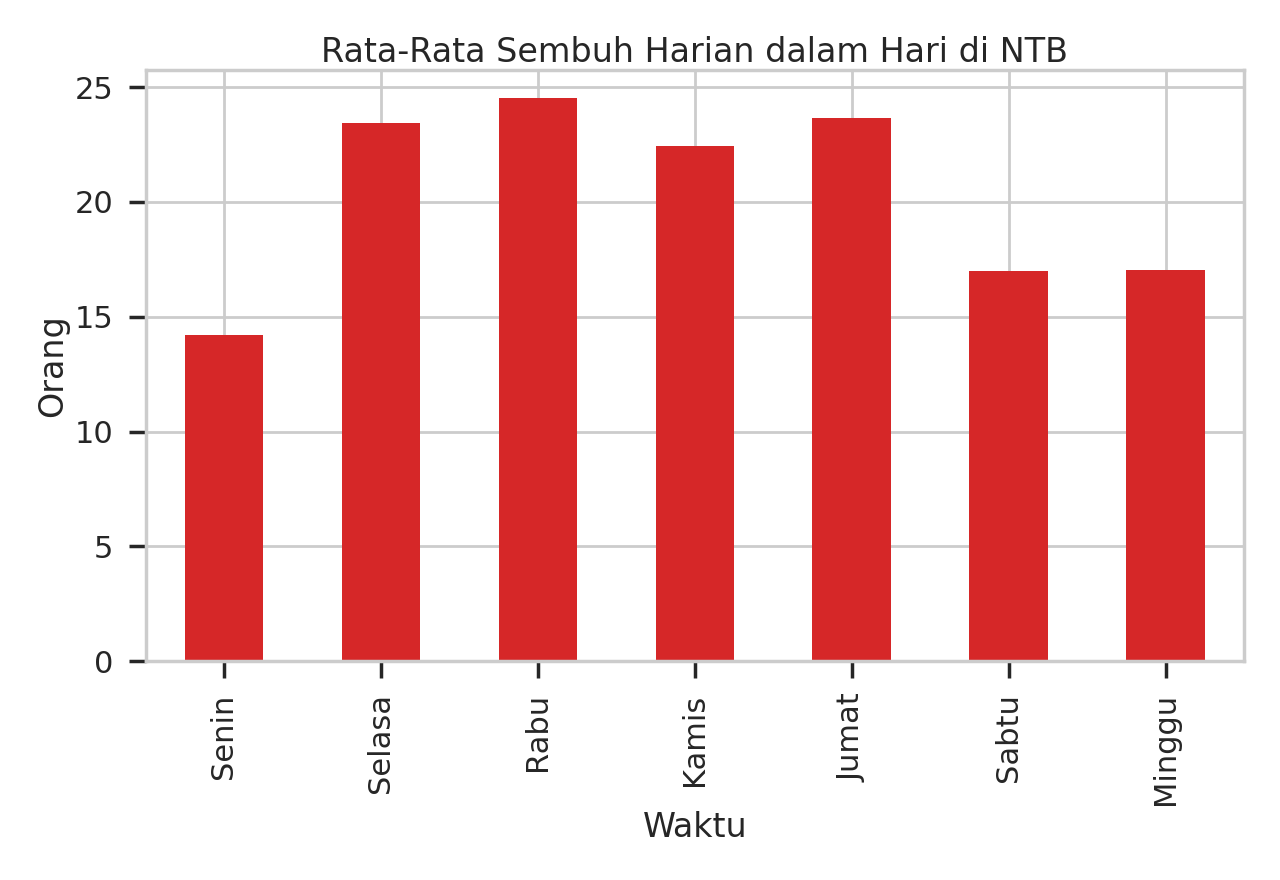 Rata-Rata Sembuh Harian dalam Hari di NTB
25
20
15
10
5
0
Orang
Senin
Selasa
Rabu
Kamis
Jumat
Sabtu
Minggu
Waktu